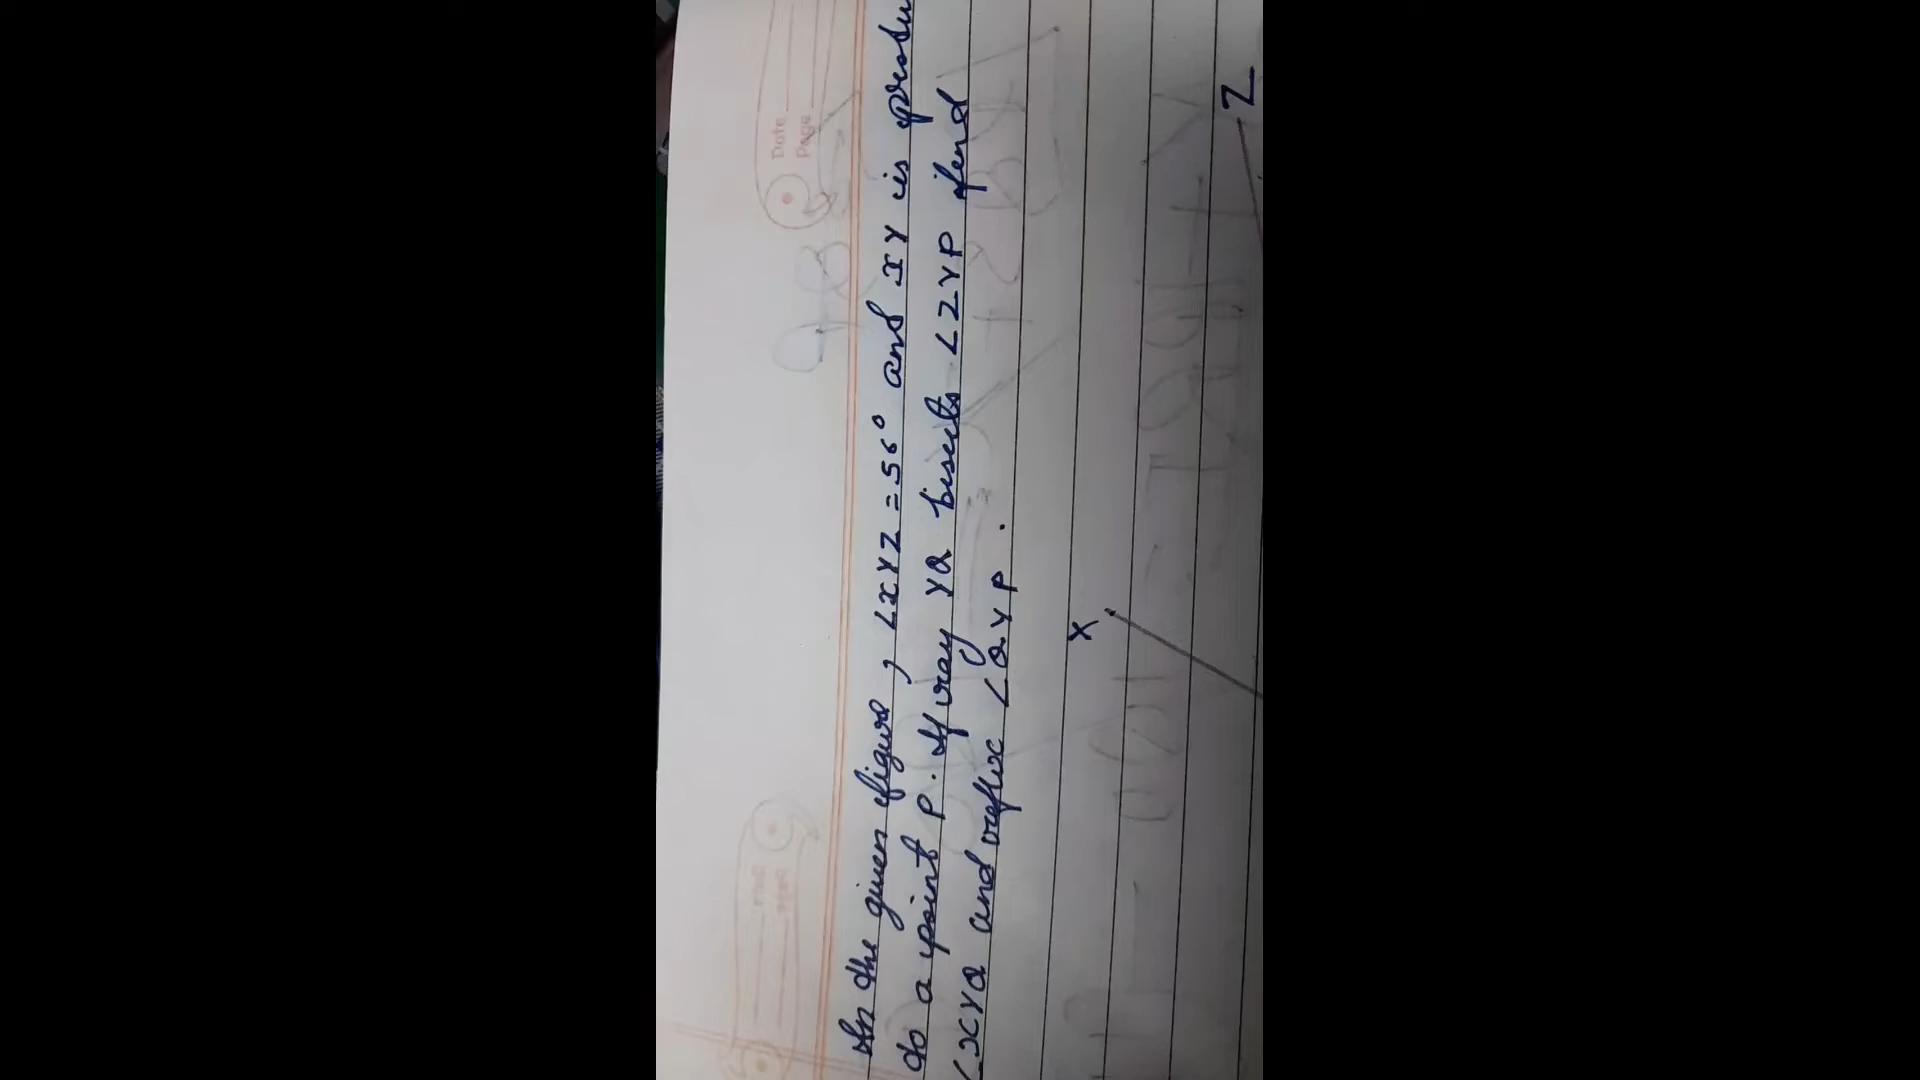 Date
Page
In the given figure, ∠XYZ = 56° and XY is produ
do a point P. If ray YQ bisects ∠ZYP find
∠XYQ and reflex ∠QYP.
X
Z